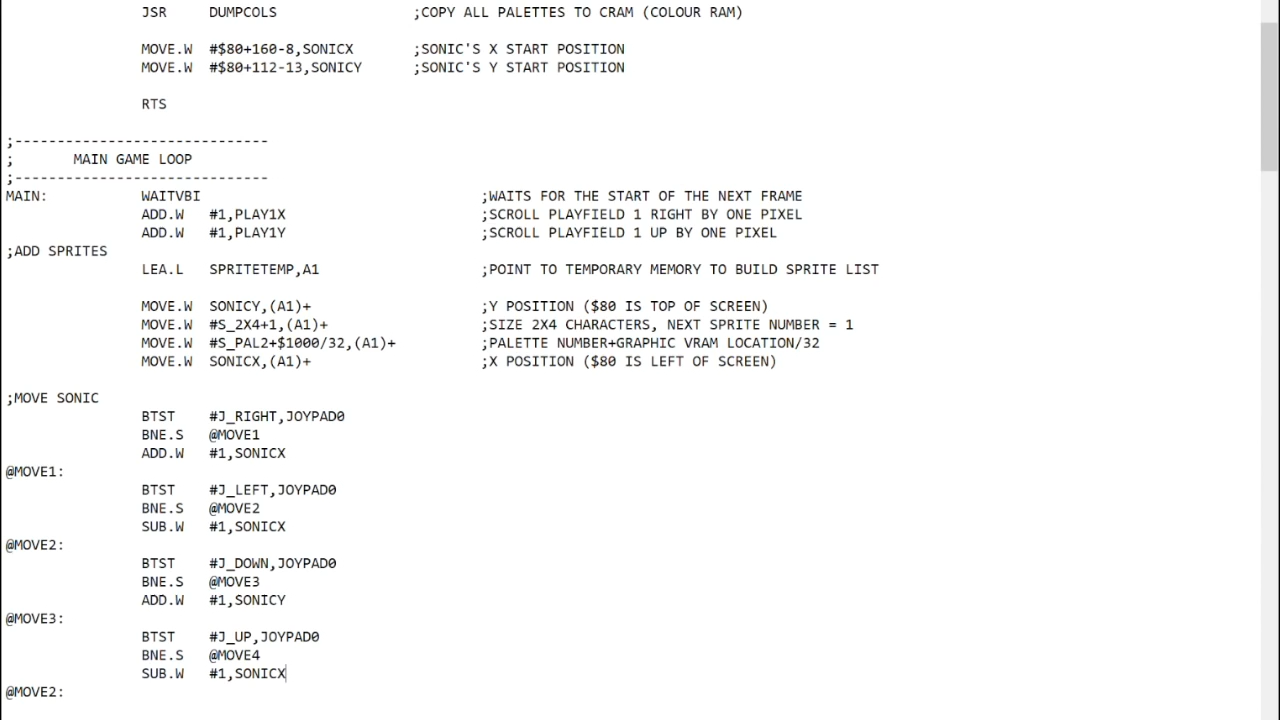 JSR DUMPCOLS ;COPY ALL PALETTES TO CRAM (COLOUR RAM)
MOVE.W #$80+160-8,SONICX ;SONIC'S X START POSITION
MOVE.W #$80+112-13,SONICY ;SONIC'S Y START POSITION
RTS
;------------------------------
; MAIN GAME LOOP
;------------------------------
MAIN: WAITVBI ;WAITS FOR THE START OF THE NEXT FRAME
ADD.W #1,PLAY1X ;SCROLL PLAYFIELD 1 RIGHT BY ONE PIXEL
ADD.W #1,PLAY1Y ;SCROLL PLAYFIELD 1 UP BY ONE PIXEL
;ADD SPRITES
LEA.L SPRITETEMP,A1 ;POINT TO TEMPORARY MEMORY TO BUILD SPRITE LIST
MOVE.W SONICY,(A1)+ ;Y POSITION ($80 IS TOP OF SCREEN)
MOVE.W #S_2X4+1,(A1)+ ;SIZE 2X4 CHARACTERS, NEXT SPRITE NUMBER = 1
MOVE.W #S_PAL2+$1000/32,(A1)+ ;PALETTE NUMBER+GRAPHIC VRAM LOCATION/32
MOVE.W SONICX,(A1)+ ;X POSITION ($80 IS LEFT OF SCREEN)
;MOVE SONIC
BTST #J_RIGHT,JOYPAD0
BNE.S @MOVE1
ADD.W #1,SONICX
@MOVE1:
BTST #J_LEFT,JOYPAD0
BNE.S @MOVE2
SUB.W #1,SONICX
@MOVE2:
BTST #J_DOWN,JOYPAD0
BNE.S @MOVE3
ADD.W #1,SONICY
@MOVE3:
BTST #J_UP,JOYPAD0
BNE.S @MOVE4
SUB.W #1,SONICX
@MOVE2: